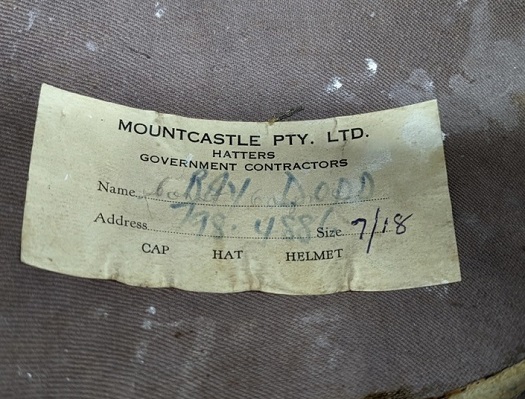 MOUNTCASTLE PTY. LTD.
HATTERS
GOVERNMENT CONTRACTORS
Name RAY DODD
Address Size 7/18
CAP HAT HELMET